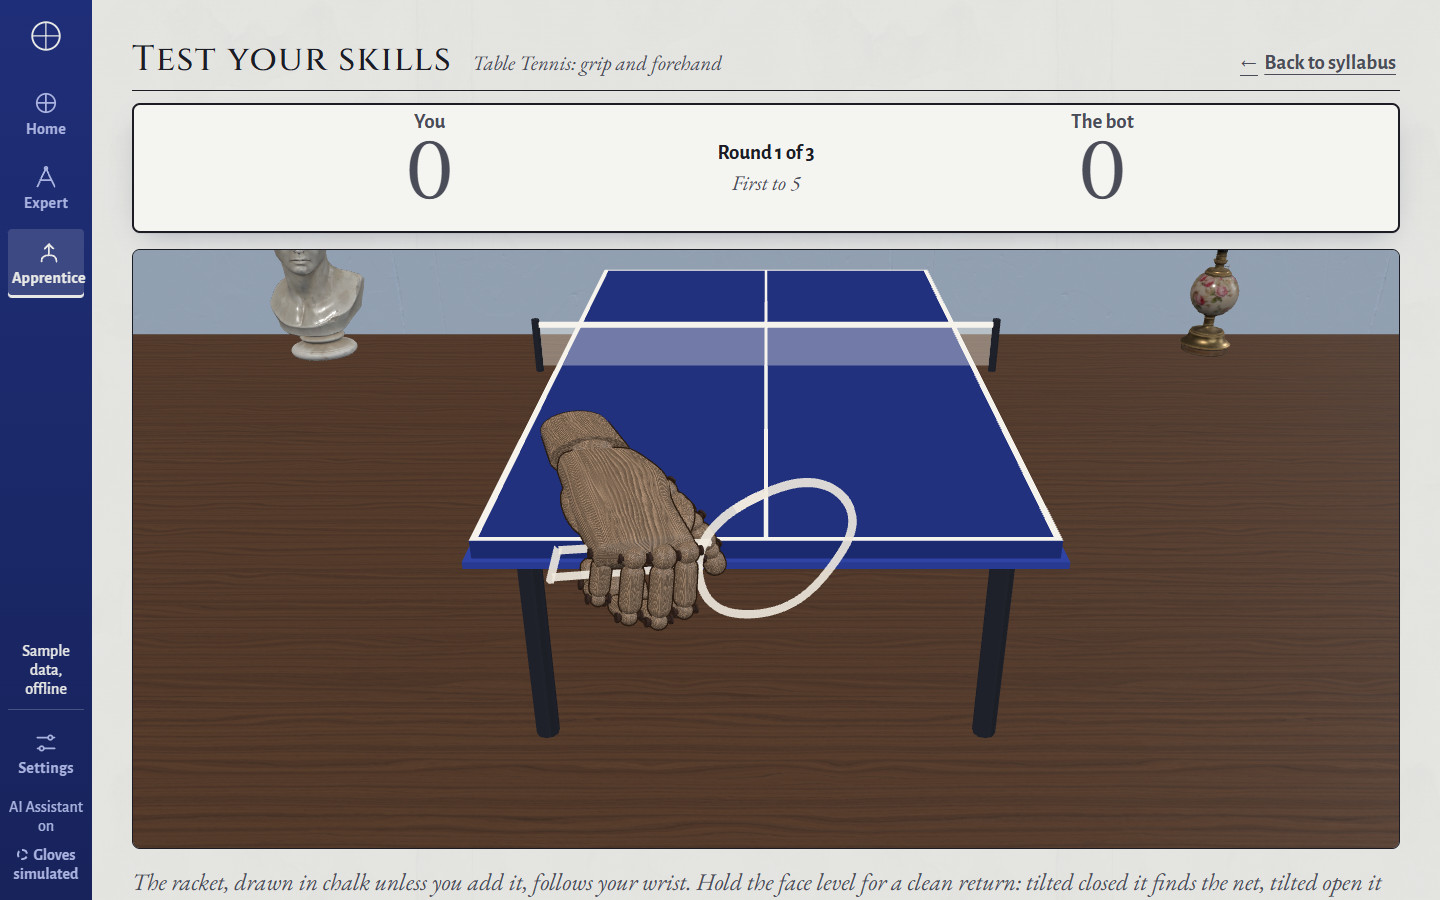 TEST YOUR SKILLS Table Tennis: grip and forehand
← Back to syllabus
Home
Expert
Apprentice
Sample
data,
offline
Settings
AI Assistant
on
Gloves
simulated
You
0
Round 1 of 3
First to 5
The bot
0
The racket, drawn in chalk unless you add it, follows your wrist. Hold the face level for a clean return: tilted closed it finds the net, tilted open it